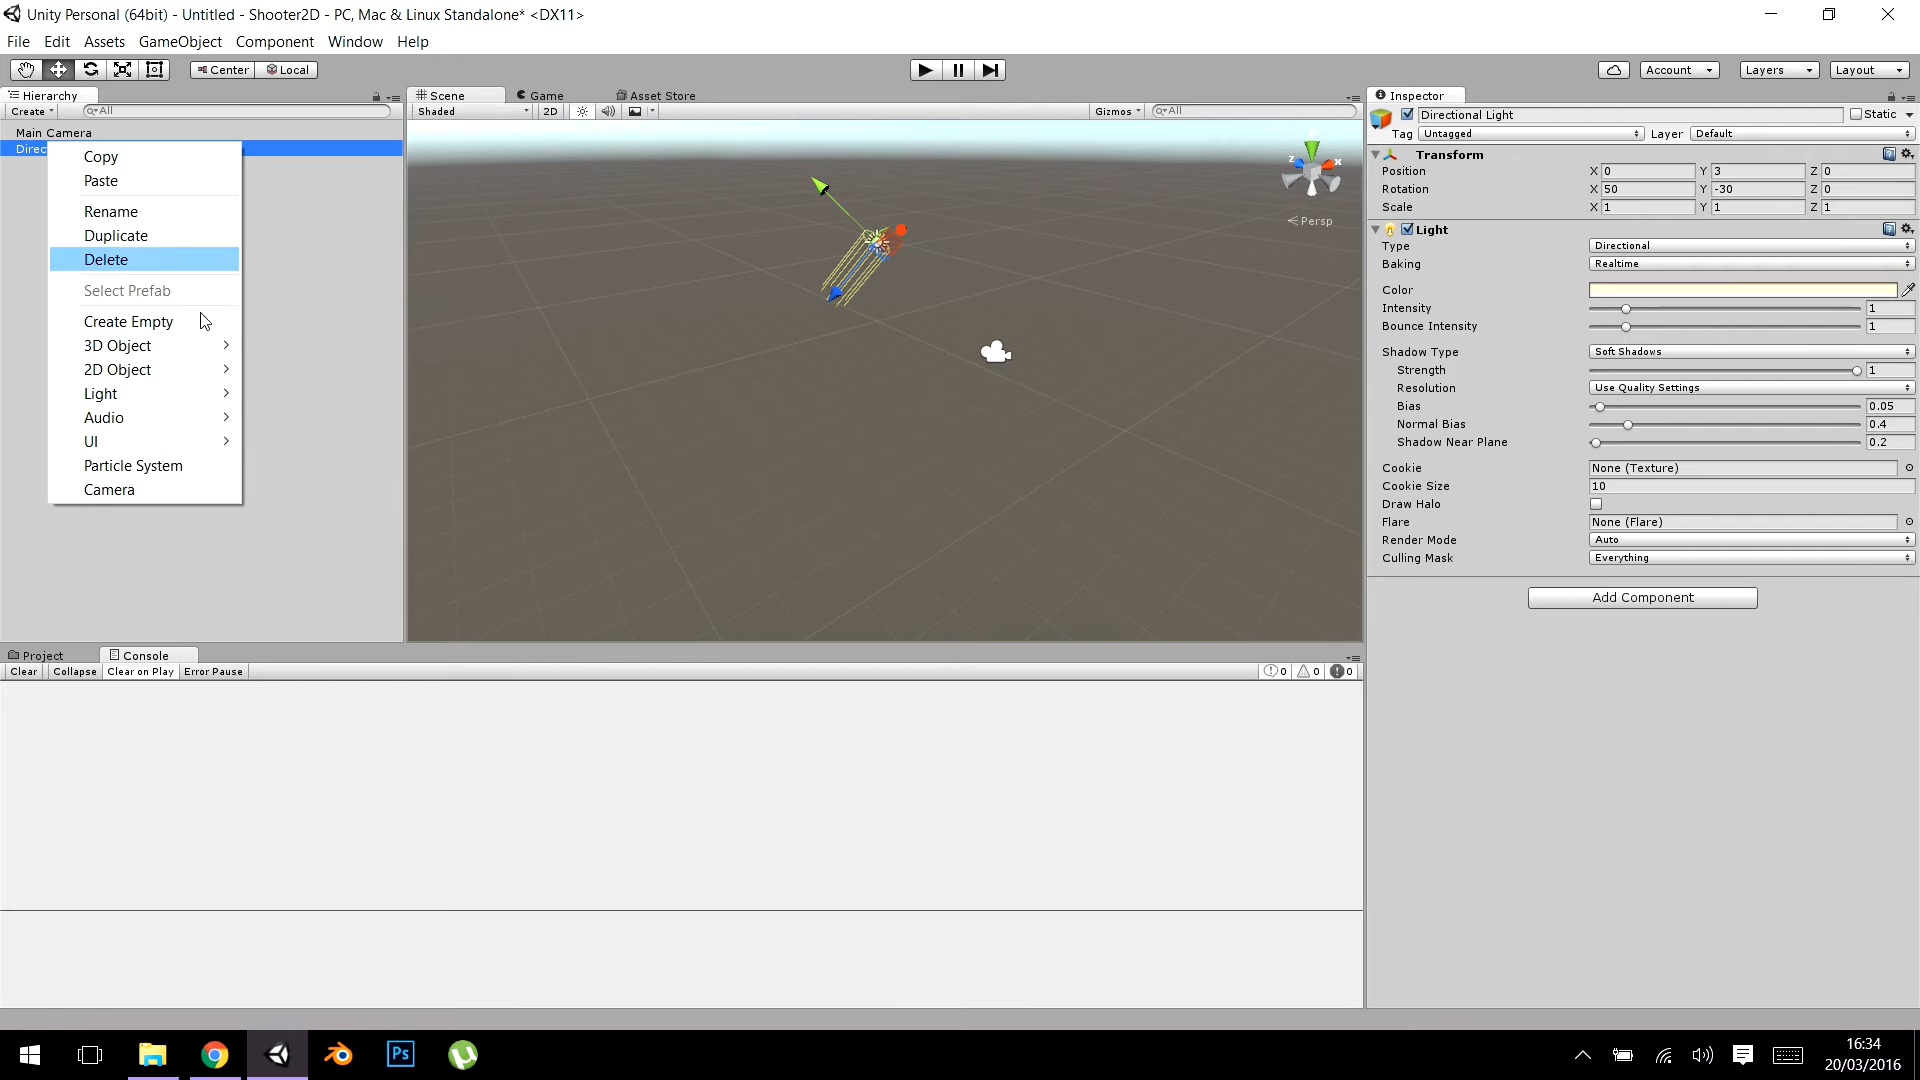 Unity Personal (64bit) - Untitled - Shooter2D - PC, Mac & Linux Standalone* <DX11>
File Edit Assets GameObject Component Window Help
Center Local Account Layers Layout
Hierarchy
Create All
Main Camera
Direc
Copy
Paste
Rename
Duplicate
Delete
Select Prefab
Create Empty
3D Object
2D Object
Light
Audio
UI
Particle System
Camera
Scene Game Asset Store
Shaded 2D Gizmos All
y
z x
Persp
Inspector
Directional Light Static
Tag Untagged Layer Default
Transform
Position X 0 Y 3 Z 0
Rotation X 50 Y -30 Z 0
Scale X 1 Y 1 Z 1
Light
Type Directional
Baking Realtime
Color
Intensity 1
Bounce Intensity 1
Shadow Type Soft Shadows
Strength 1
Resolution Use Quality Settings
Bias 0.05
Normal Bias 0.4
Shadow Near Plane 0.2
Cookie None (Texture)
Cookie Size 10
Draw Halo
Flare None (Flare)
Render Mode Auto
Culling Mask Everything
Add Component
Project Console
Clear Collapse Clear on Play Error Pause 0 0 0
Ps
16:34
20/03/2016